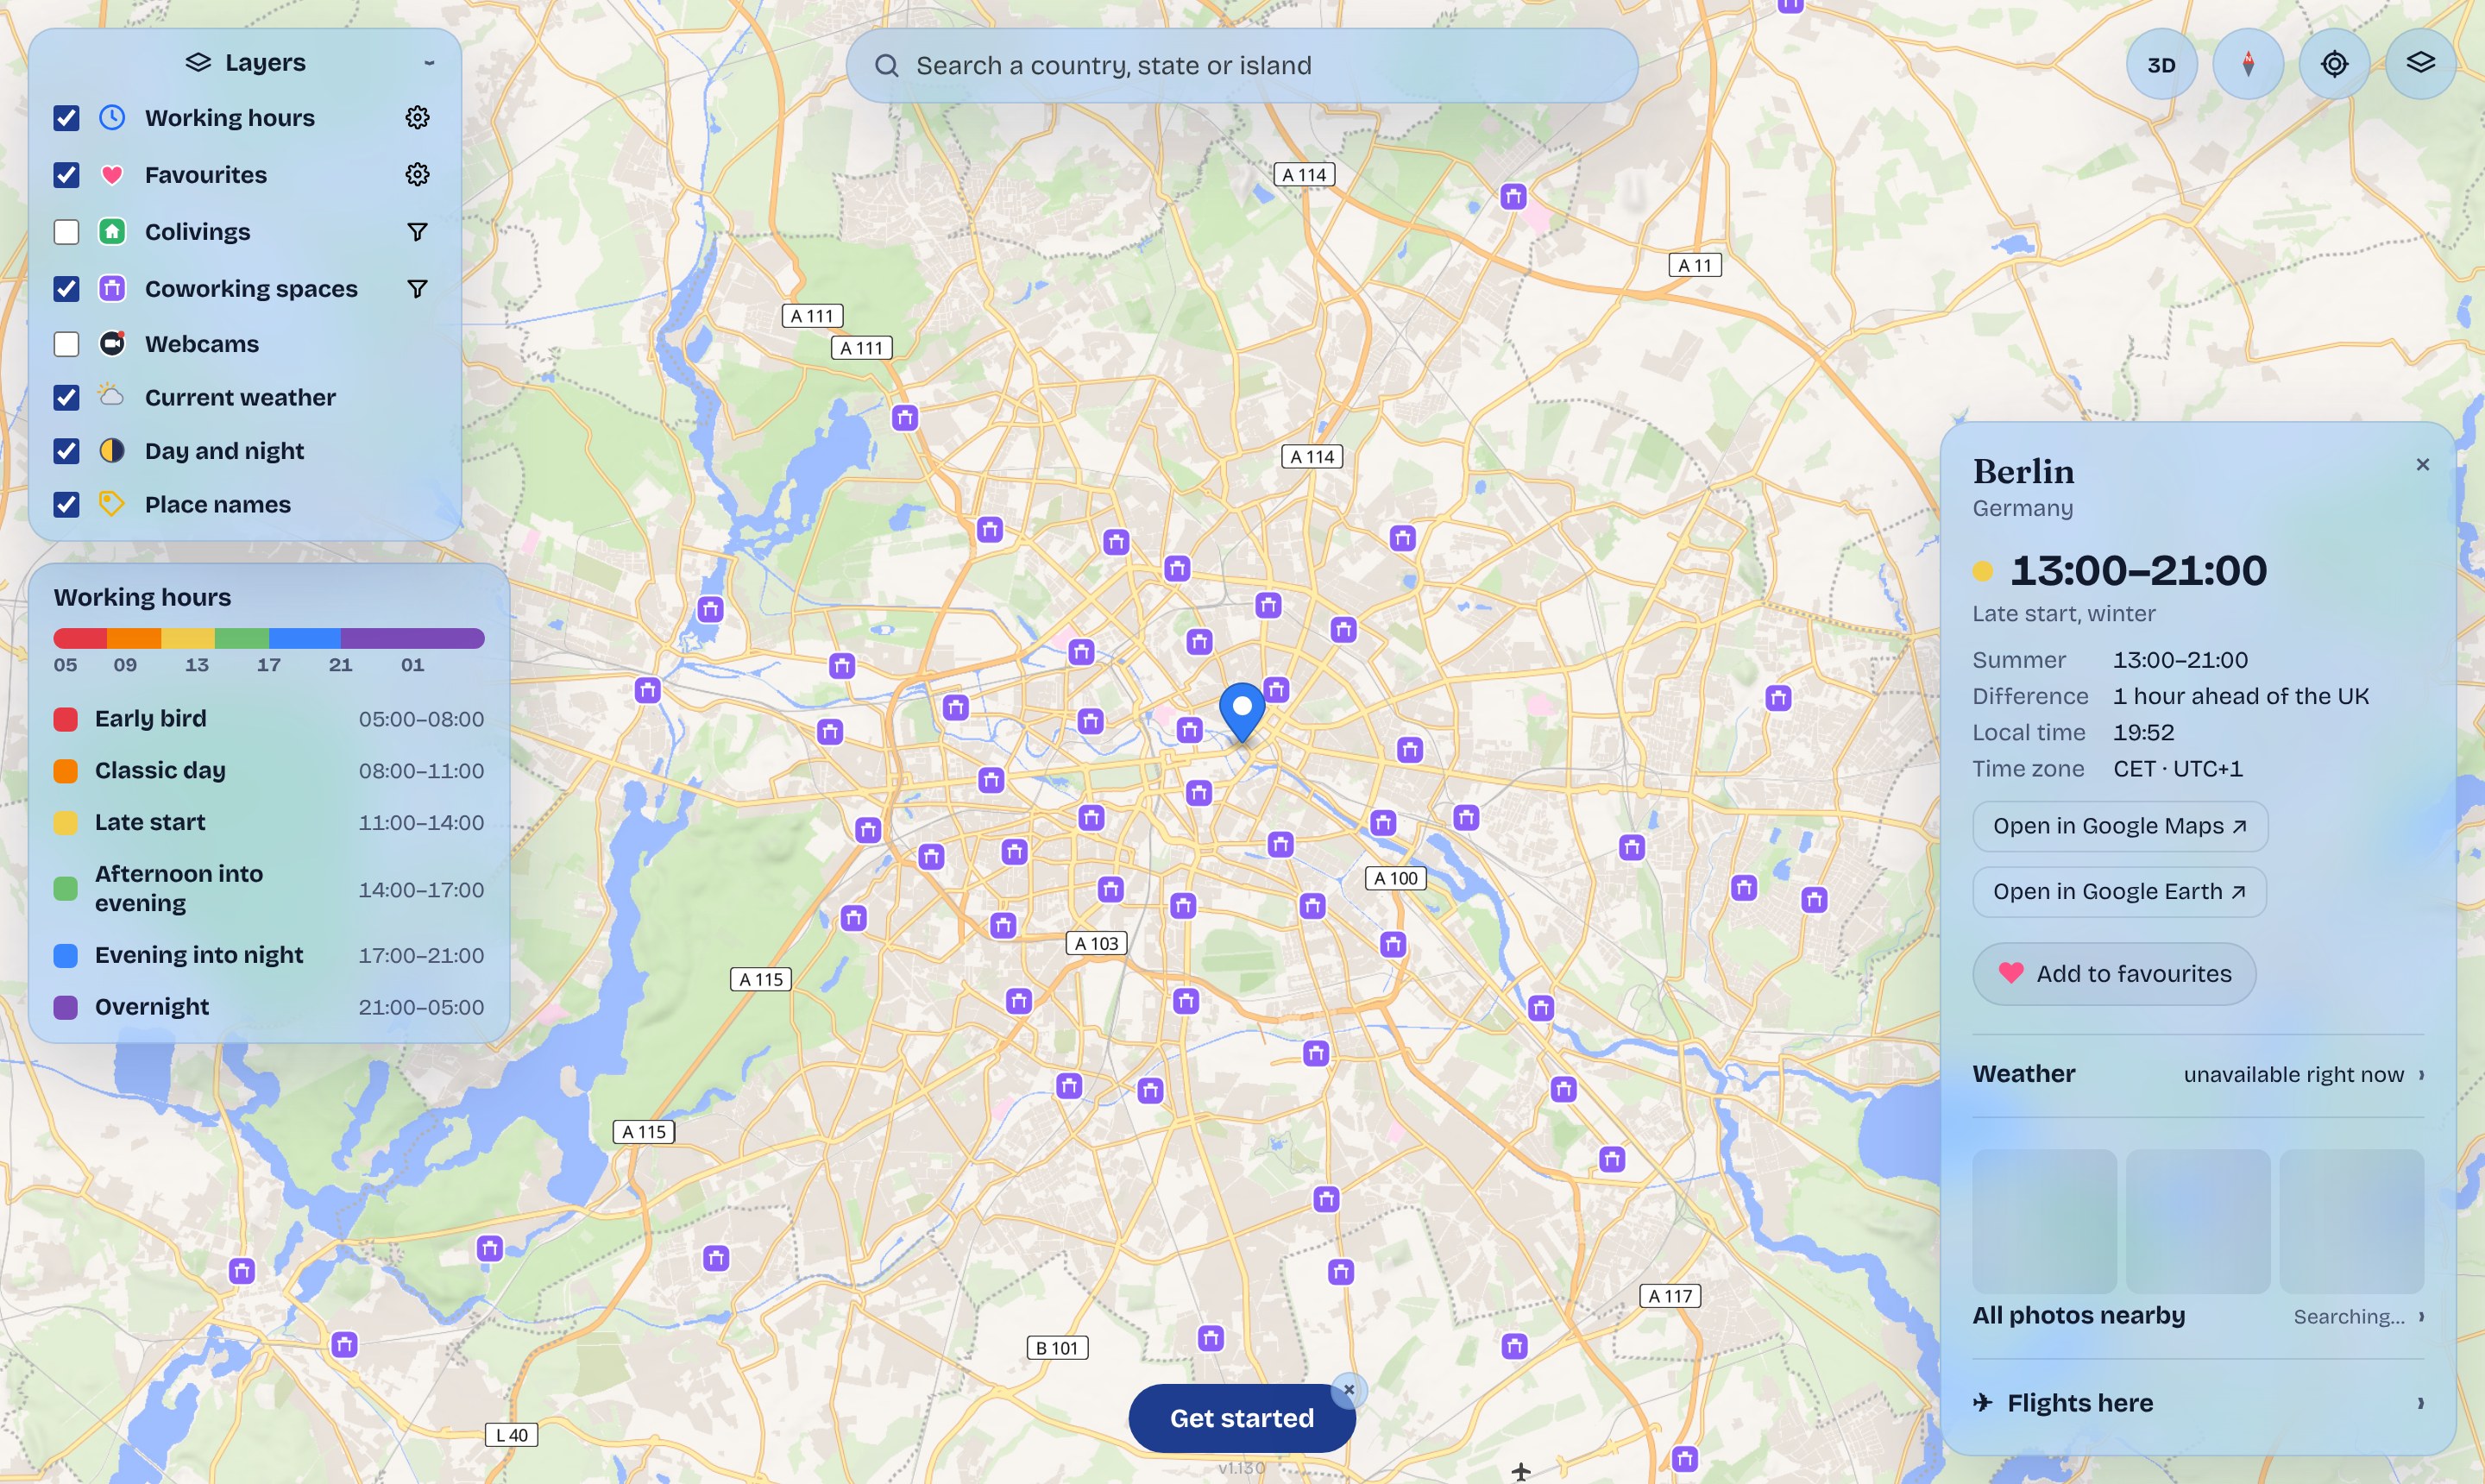 Layers
Working hours
Favourites
Colivings
Coworking spaces
Webcams
Current weather
Day and night
Place names
Working hours
05 09 13 17 21 01
Early bird 05:00–08:00
Classic day 08:00–11:00
Late start 11:00–14:00
Afternoon into
evening 14:00–17:00
Evening into night 17:00–21:00
Overnight 21:00–05:00
Search a country, state or island
3D
N
A 114
A 11
A 111
A 111
A 114
A 100
A 103
A 115
A 115
A 117
B 101
L 40
Get started
v1.130
Berlin
Germany
13:00–21:00
Late start, winter
Summer 13:00–21:00
Difference 1 hour ahead of the UK
Local time 19:52
Time zone CET · UTC+1
Open in Google Maps ↗
Open in Google Earth ↗
Add to favourites
Weather unavailable right now
All photos nearby Searching…
Flights here